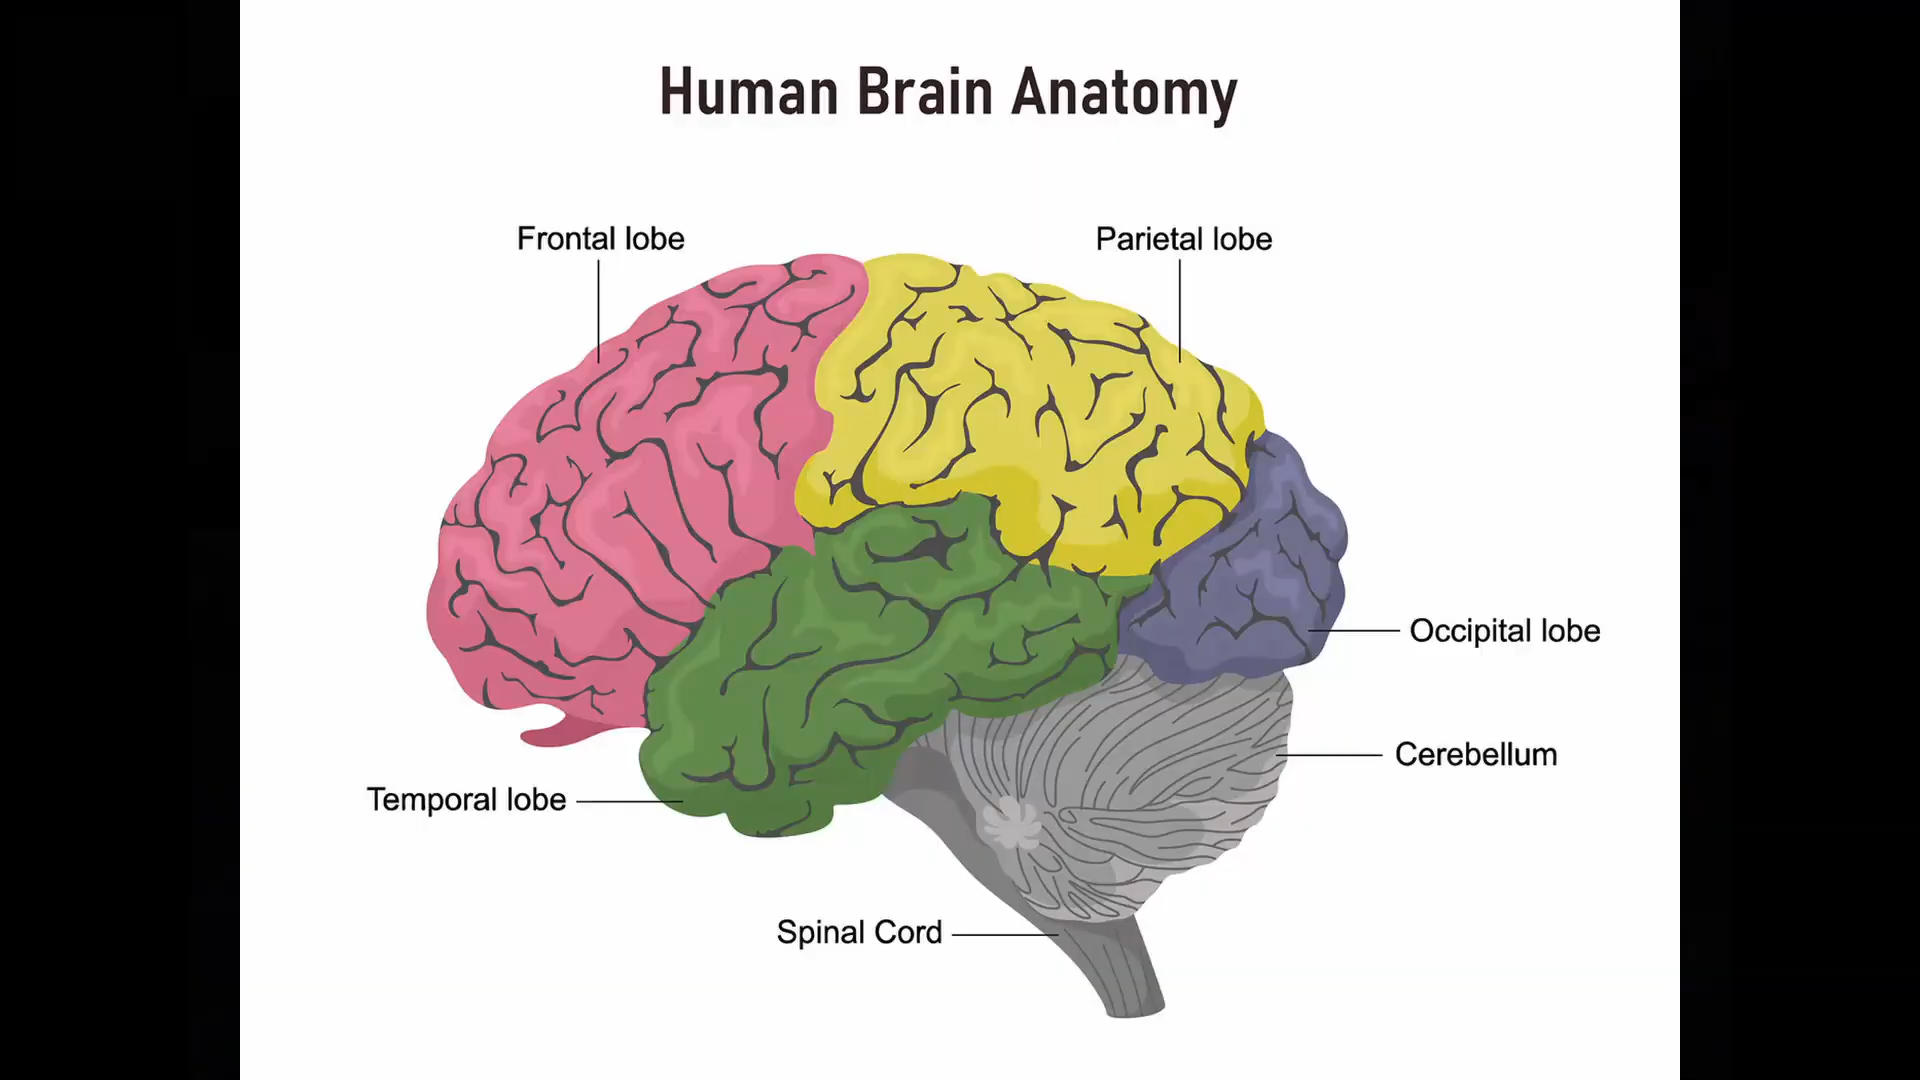 Human Brain Anatomy
Frontal lobe
Parietal lobe
Occipital lobe
Cerebellum
Temporal lobe
Spinal Cord